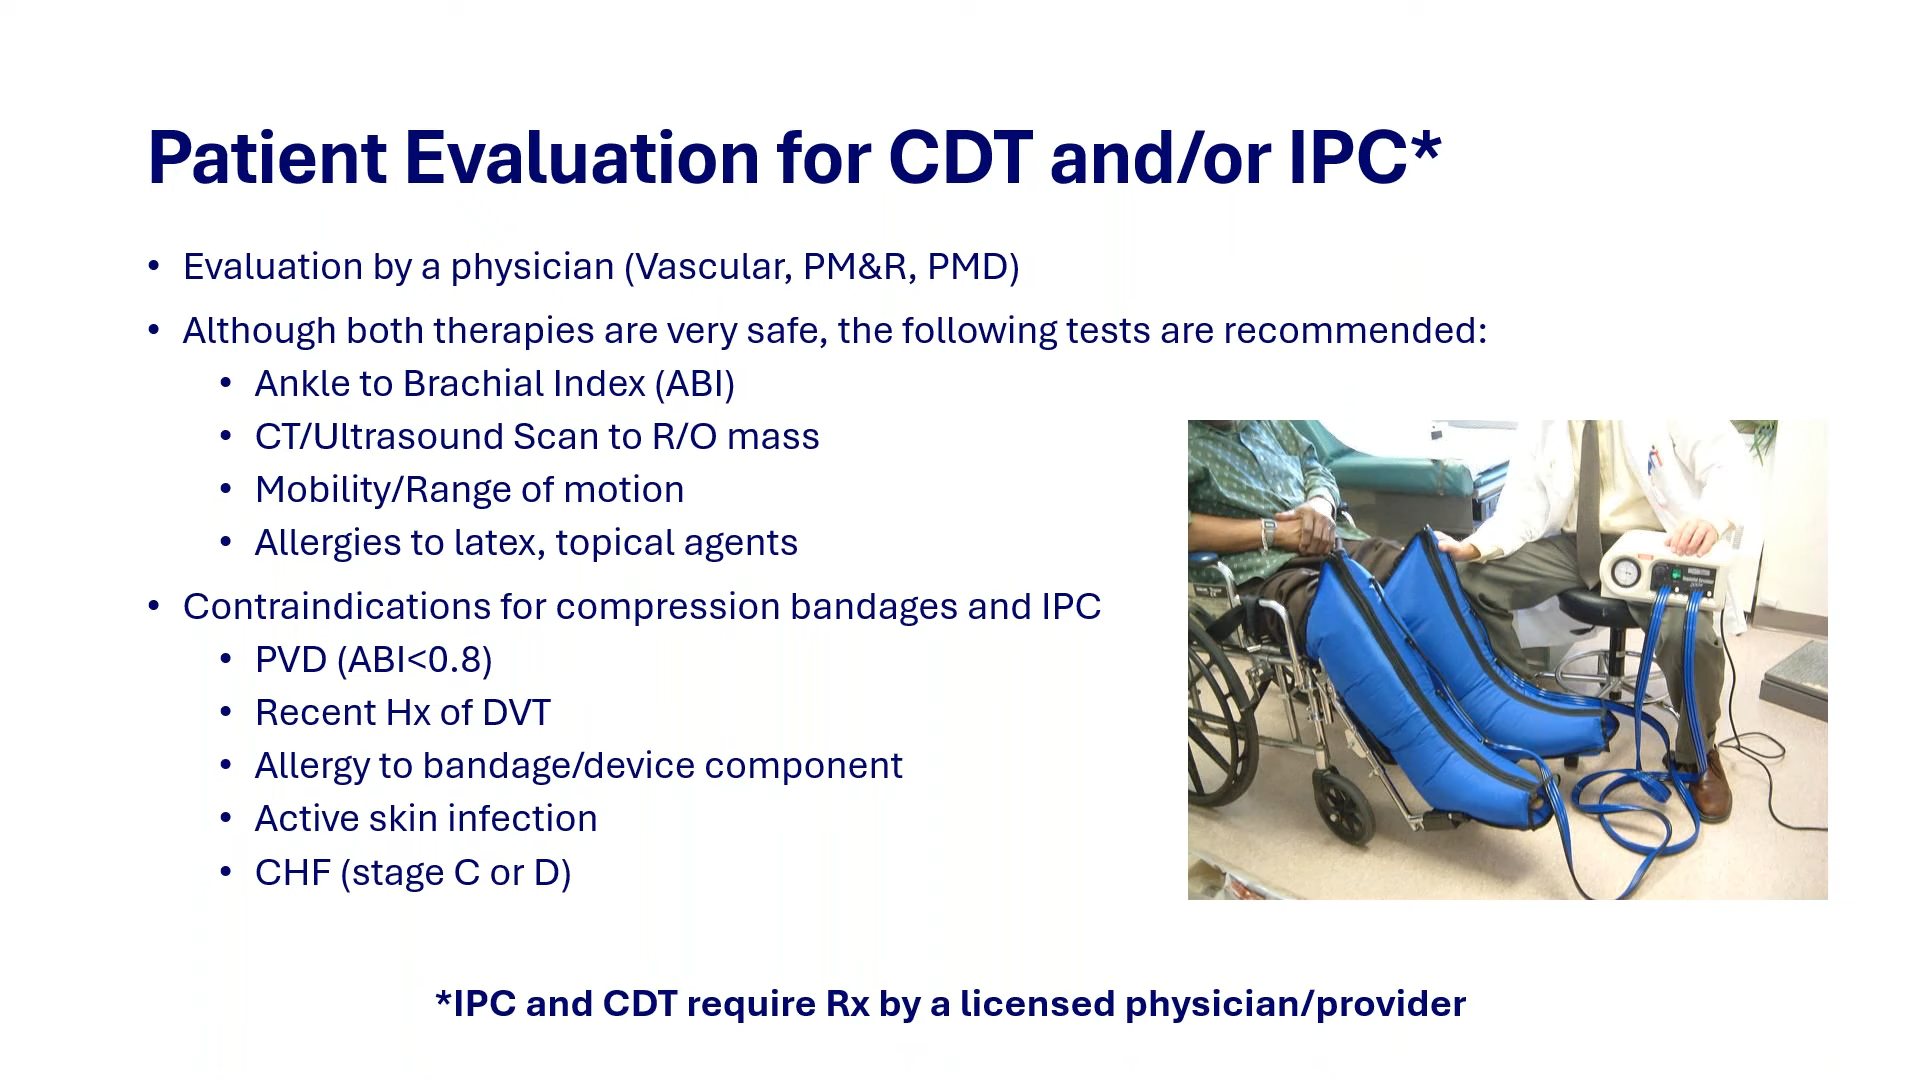 Patient Evaluation for CDT and/or IPC*
• Evaluation by a physician (Vascular, PM&R, PMD)
• Although both therapies are very safe, the following tests are recommended:
• Ankle to Brachial Index (ABI)
• CT/Ultrasound Scan to R/O mass
• Mobility/Range of motion
• Allergies to latex, topical agents
• Contraindications for compression bandages and IPC
• PVD (ABI<0.8)
• Recent Hx of DVT
• Allergy to bandage/device component
• Active skin infection
• CHF (stage C or D)
*IPC and CDT require Rx by a licensed physician/provider